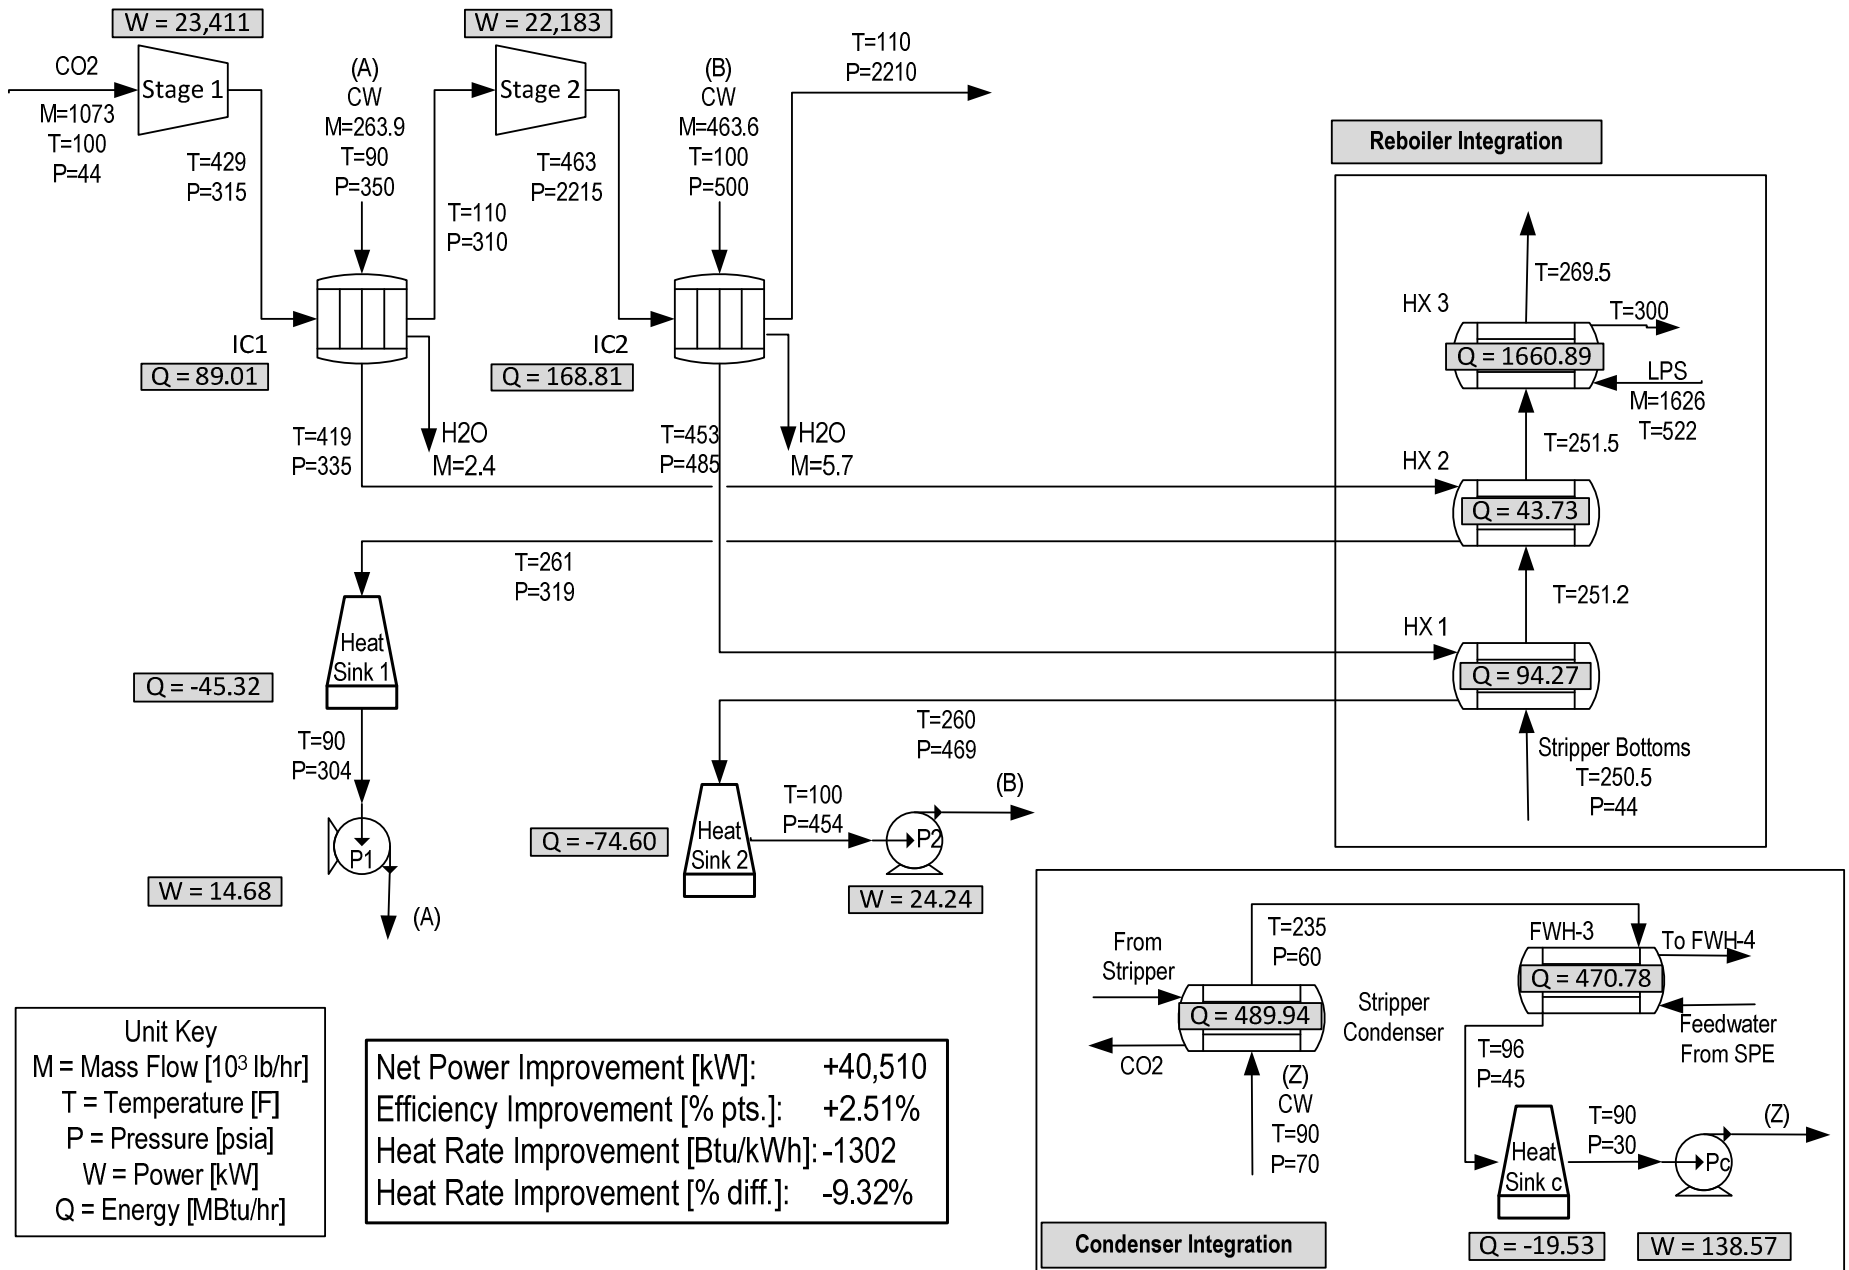 W = 23,411
CO2
M=1073
T=100
P=44
Stage 1
T=429
P=315
(A)
CW
M=263.9
T=90
P=350
T=110
P=310
W = 22,183
Stage 2
T=463
P=2215
(B)
CW
M=463.6
T=100
P=500
T=110
P=2210
IC1
Q = 89.01
T=419
P=335
H2O
M=2.4
IC2
Q = 168.81
T=453
P=485
H2O
M=5.7
Reboiler Integration
T=269.5
HX 3
T=300
Q = 1660.89
LPS
M=1626
T=522
T=251.5
HX 2
Q = 43.73
T=251.2
HX 1
Q = 94.27
Stripper Bottoms
T=250.5
P=44
T=261
P=319
Heat
Sink 1
Q = -45.32
T=90
P=304
P1
W = 14.68
(A)
T=260
P=469
Heat
Sink 2
Q = -74.60
T=100
P=454
P2
(B)
W = 24.24
From
Stripper
T=235
P=60
Q = 489.94
Stripper
Condenser
CO2
(Z)
CW
T=90
P=70
FWH-3
To FWH-4
Q = 470.78
Feedwater
From SPE
T=96
P=45
Heat
Sink c
T=90
P=30
Pc
(Z)
Q = -19.53
W = 138.57
Condenser Integration
Unit Key
M = Mass Flow [10³ lb/hr]
T = Temperature [F]
P = Pressure [psia]
W = Power [kW]
Q = Energy [MBtu/hr]
Net Power Improvement [kW]: +40,510
Efficiency Improvement [% pts.]: +2.51%
Heat Rate Improvement [Btu/kWh]: -1302
Heat Rate Improvement [% diff.]: -9.32%